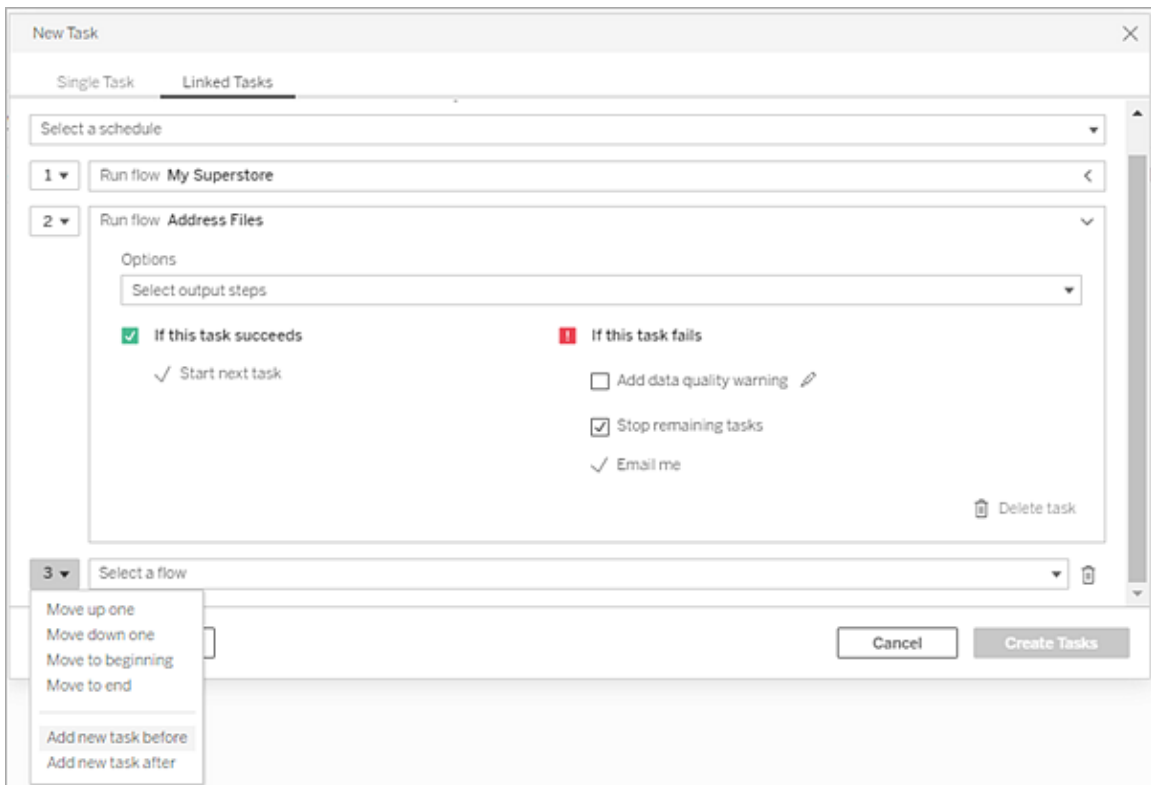 New Task
Single Task Linked Tasks
Select a schedule
1 Run flow My Superstore
2 Run flow Address Files
Options
Select output steps
If this task succeeds If this task fails
Start next task
Add data quality warning
Stop remaining tasks
Email me
Delete task
3 Select a flow
Move up one
Move down one
Move to beginning
Move to end
Cancel Create Tasks
Add new task before
Add new task after